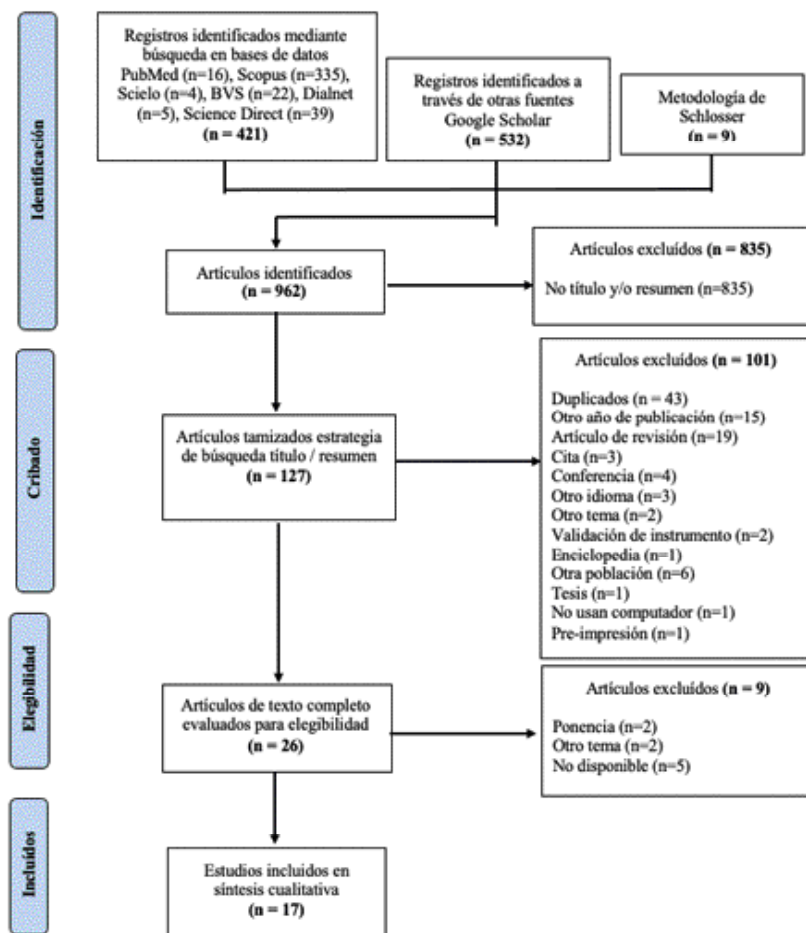 Registros identificados mediante
búsqueda en bases de datos
PubMed (n=16), Scopus (n=335),
Scielo (n=4), BVS (n=22), Dialnet
(n=5), Science Direct (n=39)
(n = 421)
Registros identificados a
través de otras fuentes
Google Scholar
(n = 532)
Metodología de
Schlosser
(n = 9)
Identificación
Artículos identificados
(n = 962)
Artículos excluídos (n = 835)
No título y/o resumen (n=835)
Cribado
Artículos tamizados estrategia
de búsqueda título / resumen
(n = 127)
Artículos excluídos (n = 101)
Duplicados (n = 43)
Otro año de publicación (n=15)
Artículo de revisión (n=19)
Cita (n=3)
Conferencia (n=4)
Otro idioma (n=3)
Otro tema (n=2)
Validación de instrumento (n=2)
Enciclopedia (n=1)
Otra población (n=6)
Tesis (n=1)
No usan computador (n=1)
Pre-impresión (n=1)
Elegibilidad
Artículos de texto completo
evaluados para elegibilidad
(n = 26)
Artículos excluídos (n = 9)
Ponencia (n=2)
Otro tema (n=2)
No disponible (n=5)
Incluídos
Estudios incluidos en
síntesis cualitativa
(n = 17)